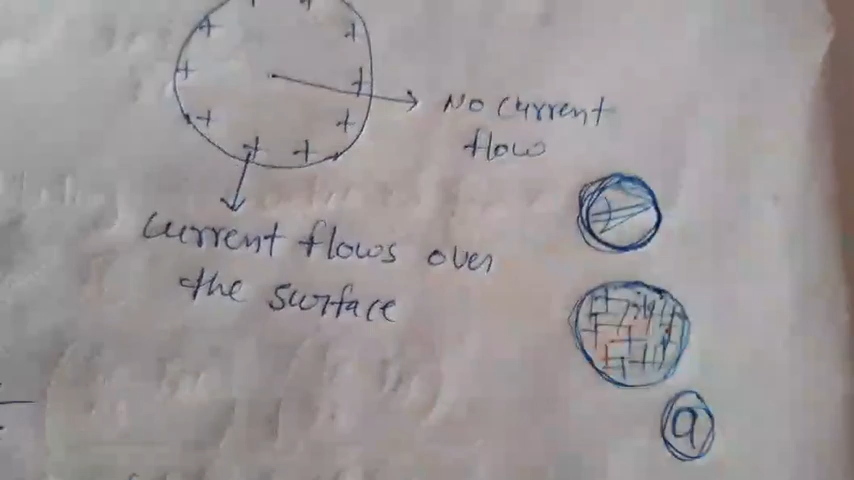 No current
flow
current flows over
the surface
a